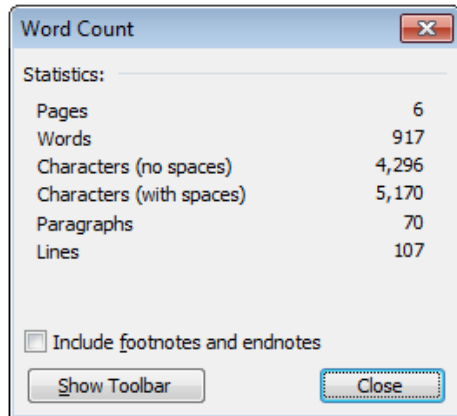 Word Count
Statistics:
Pages 6
Words 917
Characters (no spaces) 4,296
Characters (with spaces) 5,170
Paragraphs 70
Lines 107
Include footnotes and endnotes
Show Toolbar Close